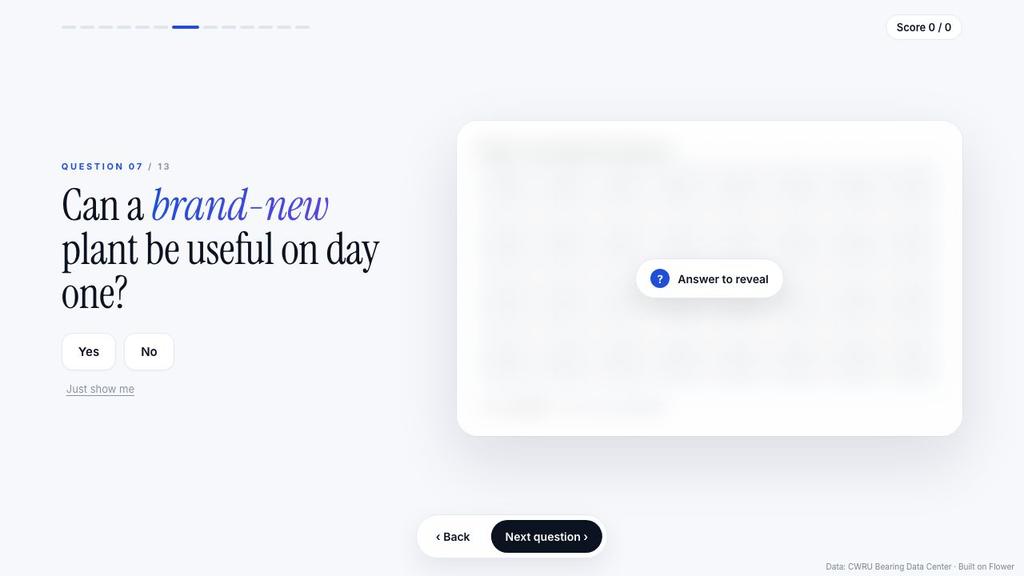 Score 0 / 0
QUESTION 07 / 13
Can a brand-new
plant be useful on day
one?
Yes
No
Just show me
? Answer to reveal
‹ Back
Next question ›
Data: CWRU Bearing Data Center · Built on Flower